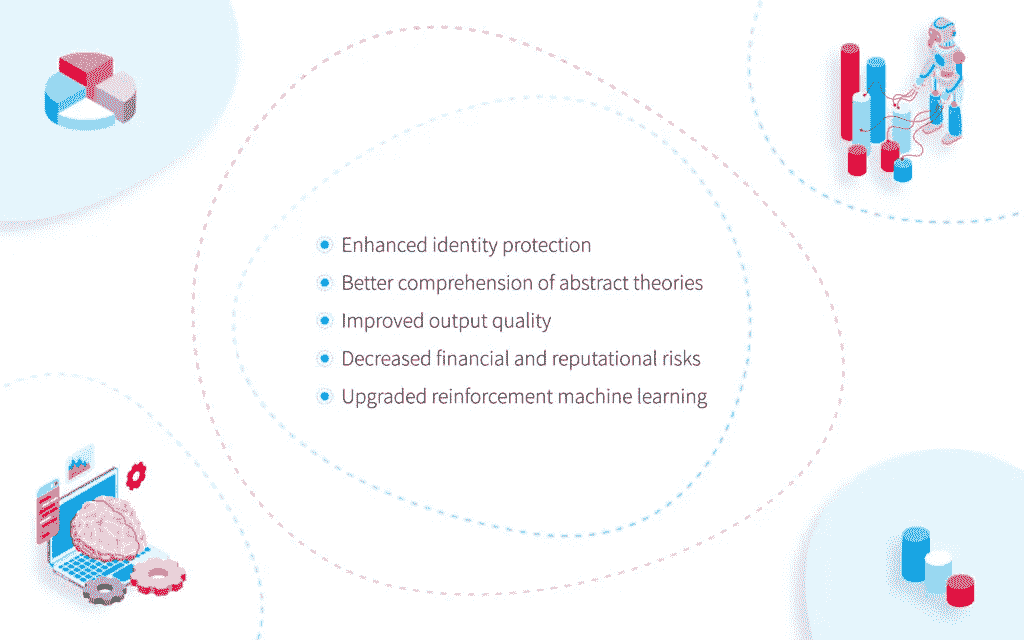 Enhanced identity protection
Better comprehension of abstract theories
Improved output quality
Decreased financial and reputational risks
Upgraded reinforcement machine learning